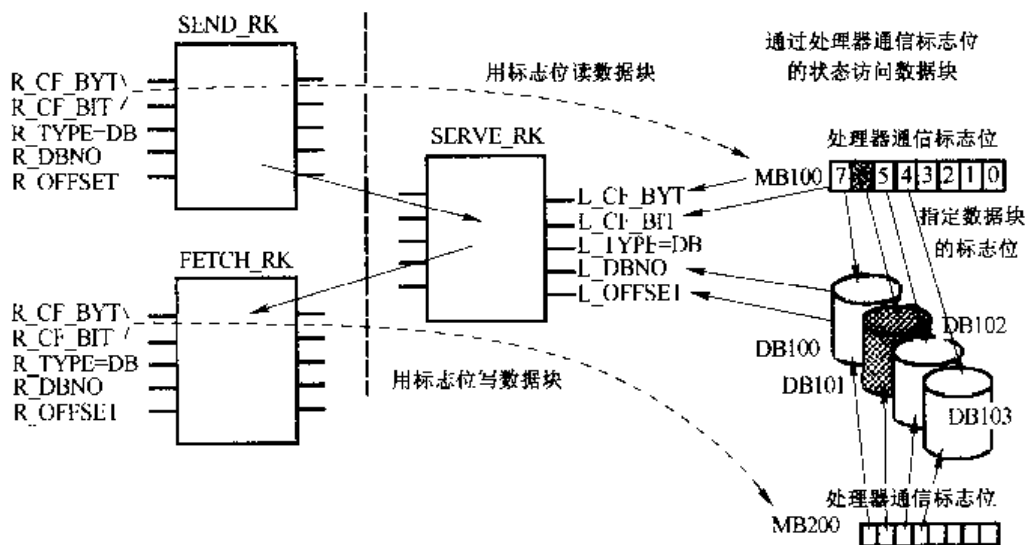 SEND_RK
R_CF_BYT
R_CF_BIT
R_TYPE=DB
R_DBNO
R_OFFSET
用标志位读数据块
通过处理器通信标志位
的状态访问数据块
处理器通信标志位
MB100 7 5 4 3 2 1 0
SERVE_RK
L_CF_BYT
L_CF_BIT
L_TYPE=DB
L_DBNO
L_OFFSET
指定数据块
的标志位
FETCH_RK
R_CF_BYT
R_CF_BIT
R_TYPE=DB
R_DBNO
R_OFFSET
用标志位写数据块
DB100
DB101
DB102
DB103
处理器通信标志位
MB200